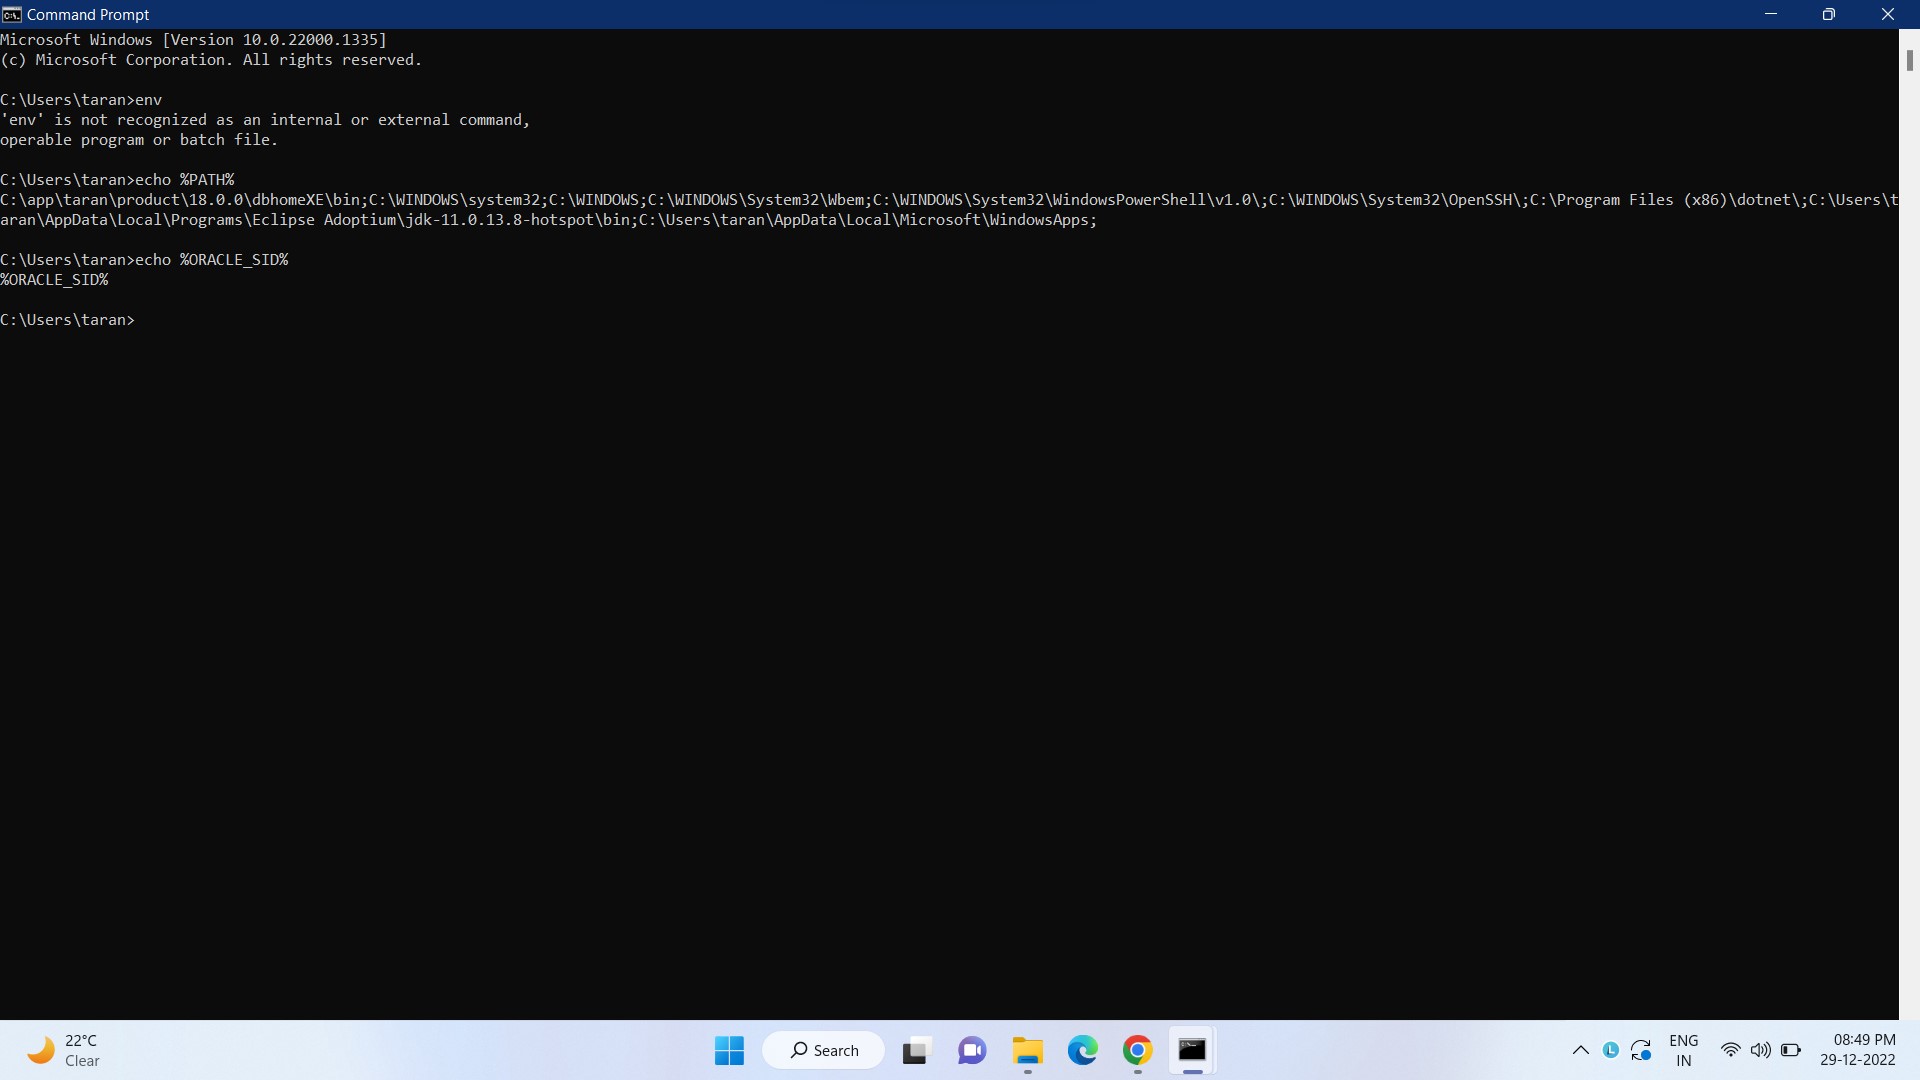 Command Prompt
Microsoft Windows [Version 10.0.22000.1335]
(c) Microsoft Corporation. All rights reserved.
C:\Users\taran>env
'env' is not recognized as an internal or external command,
operable program or batch file.
C:\Users\taran>echo %PATH%
C:\app\taran\product\18.0.0\dbhomeXE\bin;C:\WINDOWS\system32;C:\WINDOWS;C:\WINDOWS\System32\Wbem;C:\WINDOWS\System32\WindowsPowerShell\v1.0\;C:\WINDOWS\System32\OpenSSH\;C:\Program Files (x86)\dotnet\;C:\Users\t
aran\AppData\Local\Programs\Eclipse Adoptium\jdk-11.0.13.8-hotspot\bin;C:\Users\taran\AppData\Local\Microsoft\WindowsApps;
C:\Users\taran>echo %ORACLE_SID%
%ORACLE_SID%
C:\Users\taran>
22°C
Clear
Search
L
ENG
IN
08:49 PM
29-12-2022